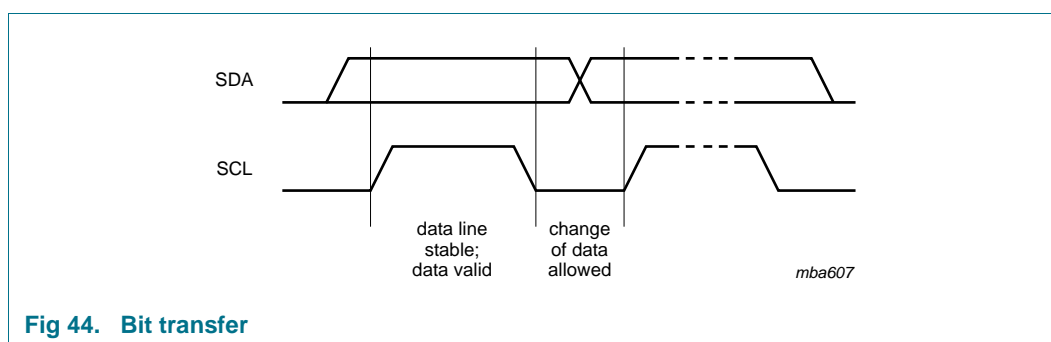 SDA
SCL
data line
stable;
data valid
change
of data
allowed
mba607
Fig 44. Bit transfer